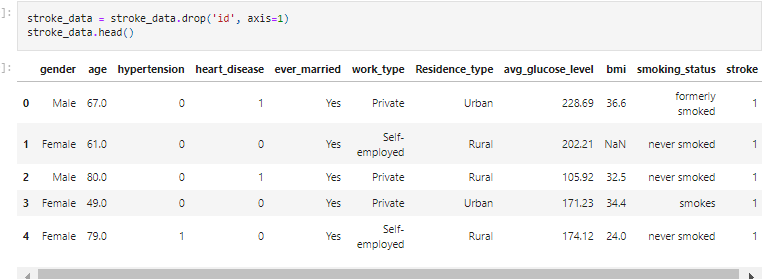 ]: stroke_data = stroke_data.drop('id', axis=1)
stroke_data.head()
]:
gender age hypertension heart_disease ever_married work_type Residence_type avg_glucose_level bmi smoking_status stroke
0 Male 67.0 0 1 Yes Private Urban 228.69 36.6 formerly smoked 1
1 Female 61.0 0 0 Yes Self-employed Rural 202.21 NaN never smoked 1
2 Male 80.0 0 1 Yes Private Rural 105.92 32.5 never smoked 1
3 Female 49.0 0 0 Yes Private Urban 171.23 34.4 smokes 1
4 Female 79.0 1 0 Yes Self-employed Rural 174.12 24.0 never smoked 1